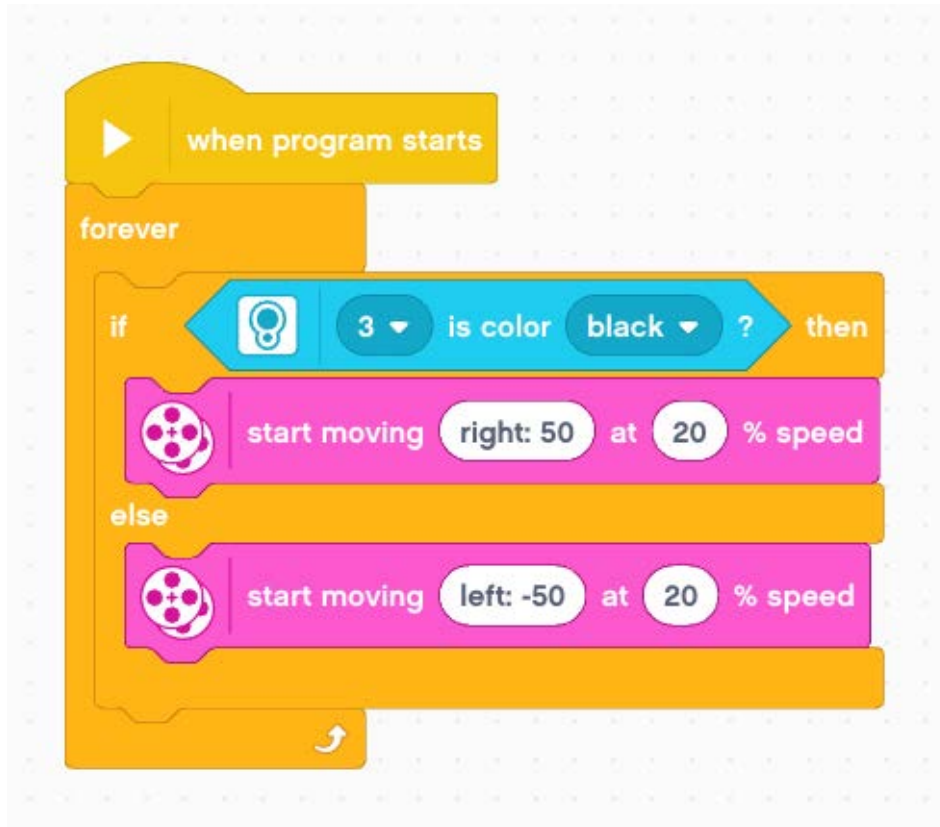 when program starts
forever
if 3 is color black ? then
start moving right: 50 at 20 % speed
else
start moving left: -50 at 20 % speed